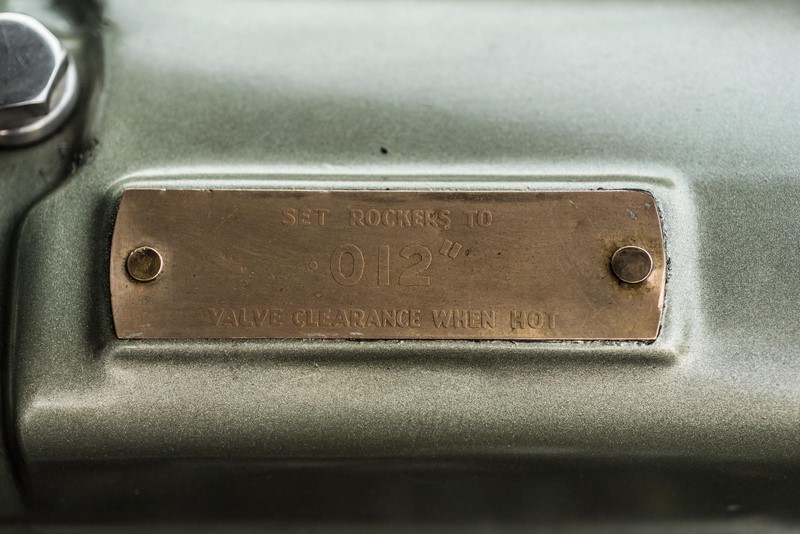 SET ROCKERS TO
·012"
VALVE CLEARANCE WHEN HOT